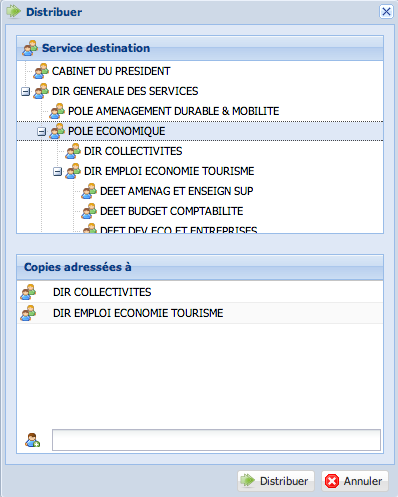 Distribuer
Service destination
CABINET DU PRESIDENT
DIR GENERALE DES SERVICES
POLE AMENAGEMENT DURABLE & MOBILITE
POLE ECONOMIQUE
DIR COLLECTIVITES
DIR EMPLOI ECONOMIE TOURISME
DEET AMENAG ET ENSEIGN SUP
DEET BUDGET COMPTABILITE
DEET DEV ECO ET ENTREPRISES
Copies adressées à
DIR COLLECTIVITES
DIR EMPLOI ECONOMIE TOURISME
Distribuer
Annuler